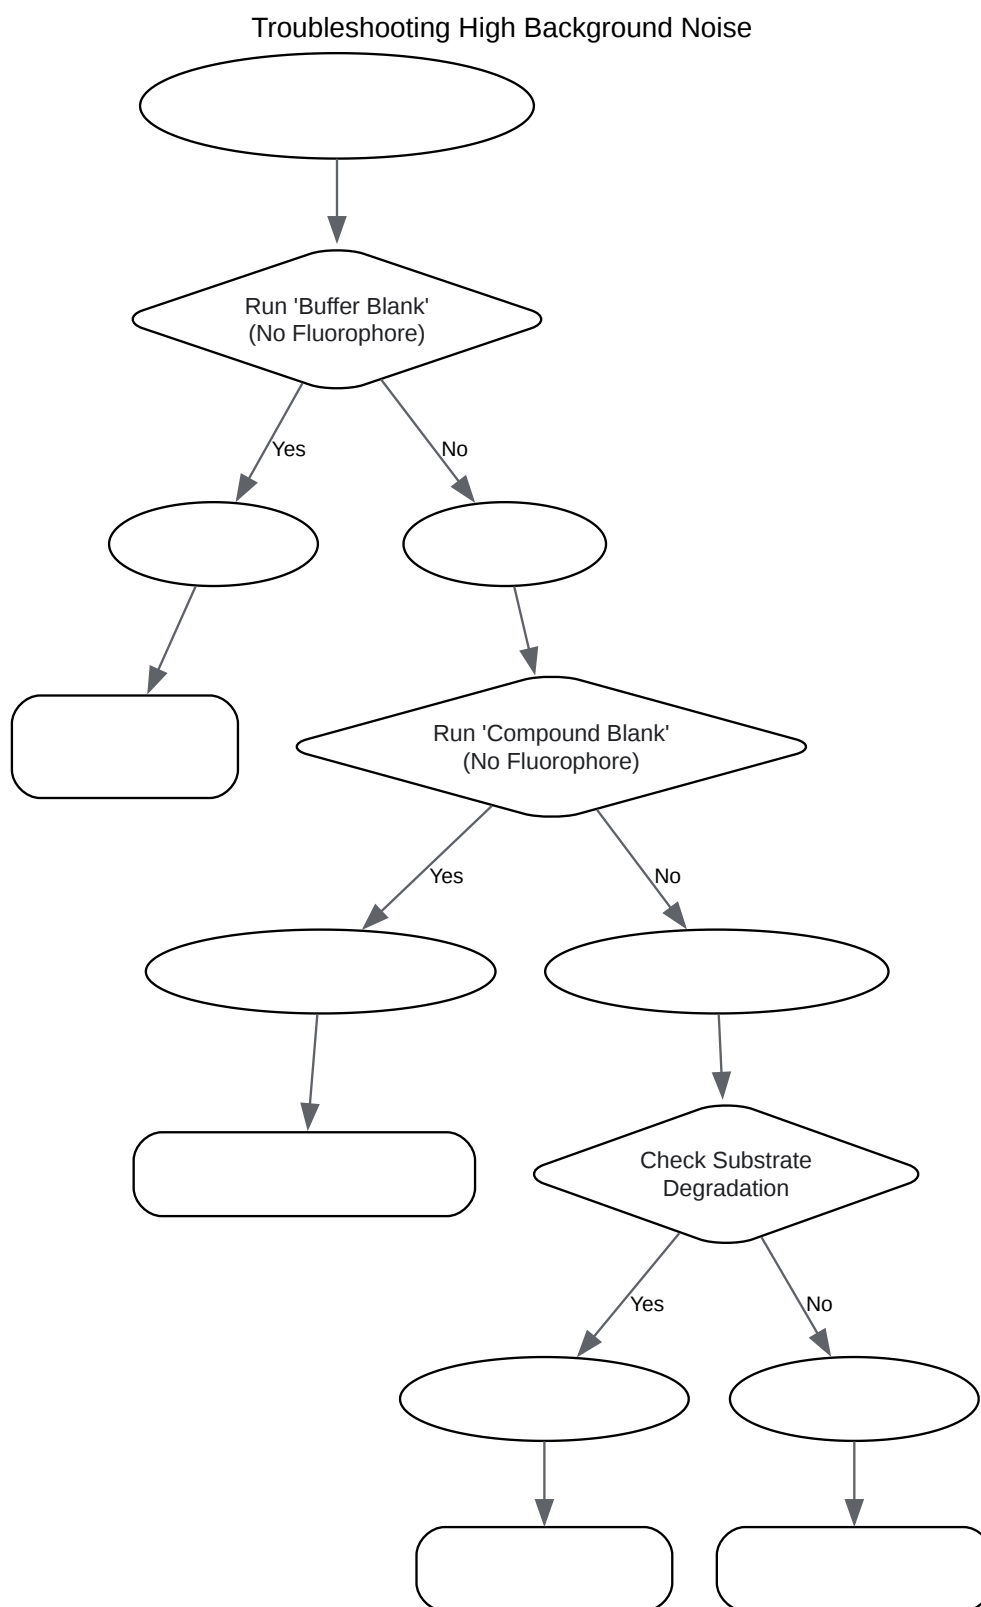 Troubleshooting High Background Noise
Run 'Buffer Blank'
(No Fluorophore)
Yes
No
Run 'Compound Blank'
(No Fluorophore)
Yes
No
Check Substrate
Degradation
Yes
No